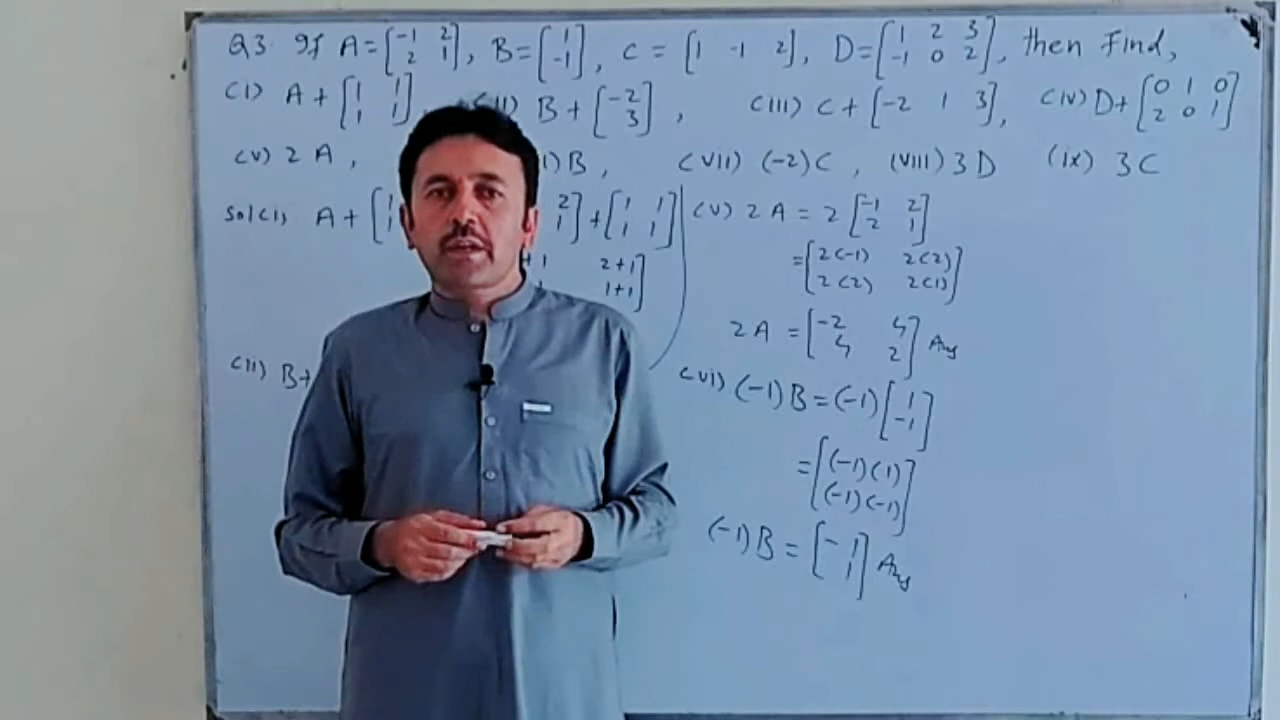 Q3. If A = [-1 2 2 1], B = [1 -1], C = [1 -1 2], D = [1 2 3 -1 0 2], then Find,
(i) A + [1 1 1 1], (ii) B + [-2 3], (iii) C + [-2 1 3], (iv) D + [0 1 0 2 0 1]
(v) 2A, B, (vii) (-2)C, (viii) 3D (ix) 3C
Sol (i) A + [1 1 2 1] + [1 1 1 1]
+1 2+1
1+1]
(ii) B+
(v) 2A = 2 [-1 2 2 1]
= [2(-1) 2(2)
2(2) 2(1)]
2A = [-2 4 4 2] Ans
(vi) (-1)B = (-1) [1 -1]
= [(-1)(1)
(-1)(-1)]
(-1)B = [-1 1] Ans